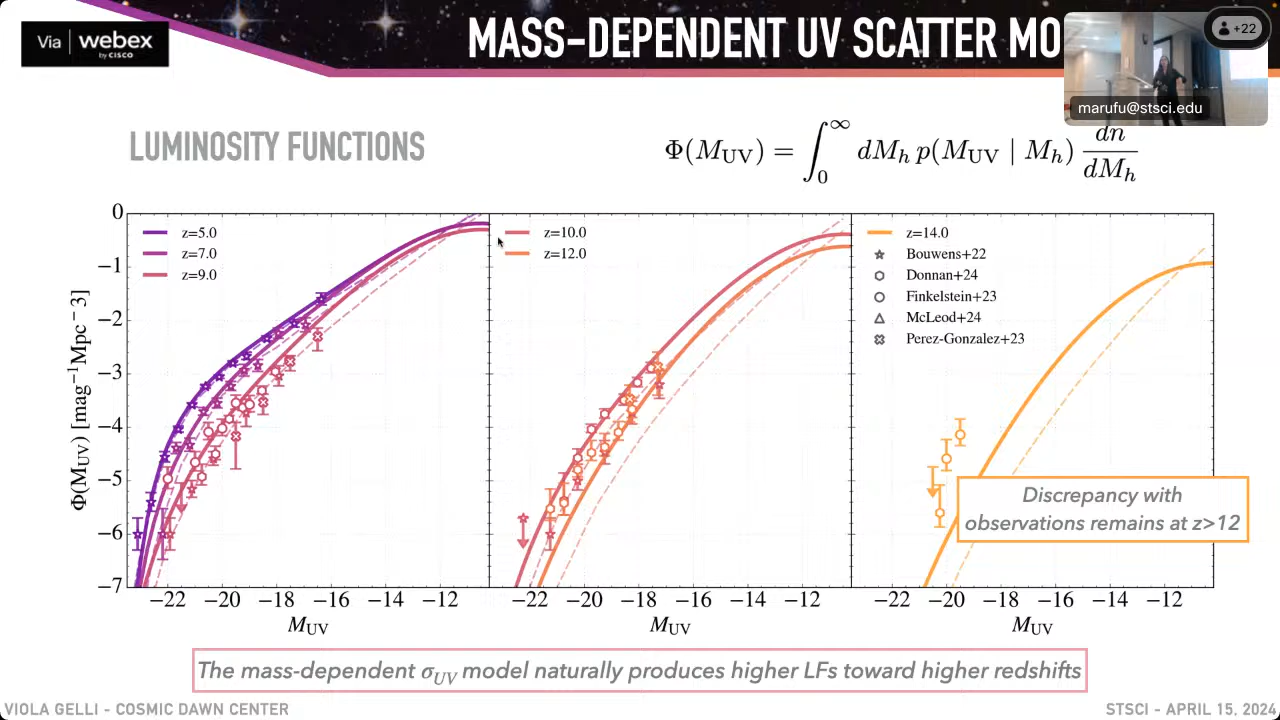 Via webex
by CISCO
MASS-DEPENDENT UV SCATTER MO
+22
marufu@stsci.edu
LUMINOSITY FUNCTIONS
Φ(M_UV) = ∫_0^∞ dM_h p(M_UV | M_h) dn/dM_h
z=5.0
z=7.0
z=9.0
z=10.0
z=12.0
z=14.0
Bouwens+22
Donnan+24
Finkelstein+23
McLeod+24
Perez-Gonzalez+23
Φ(M_UV) [mag^−1 Mpc^−3]
0
−1
−2
−3
−4
−5
−6
−7
−22 −20 −18 −16 −14 −12
−22 −20 −18 −16 −14 −12
−22 −20 −18 −16 −14 −12
M_UV
M_UV
M_UV
Discrepancy with
observations remains at z>12
The mass-dependent σ_UV model naturally produces higher LFs toward higher redshifts
VIOLA GELLI - COSMIC DAWN CENTER
STSCI - APRIL 15, 2024